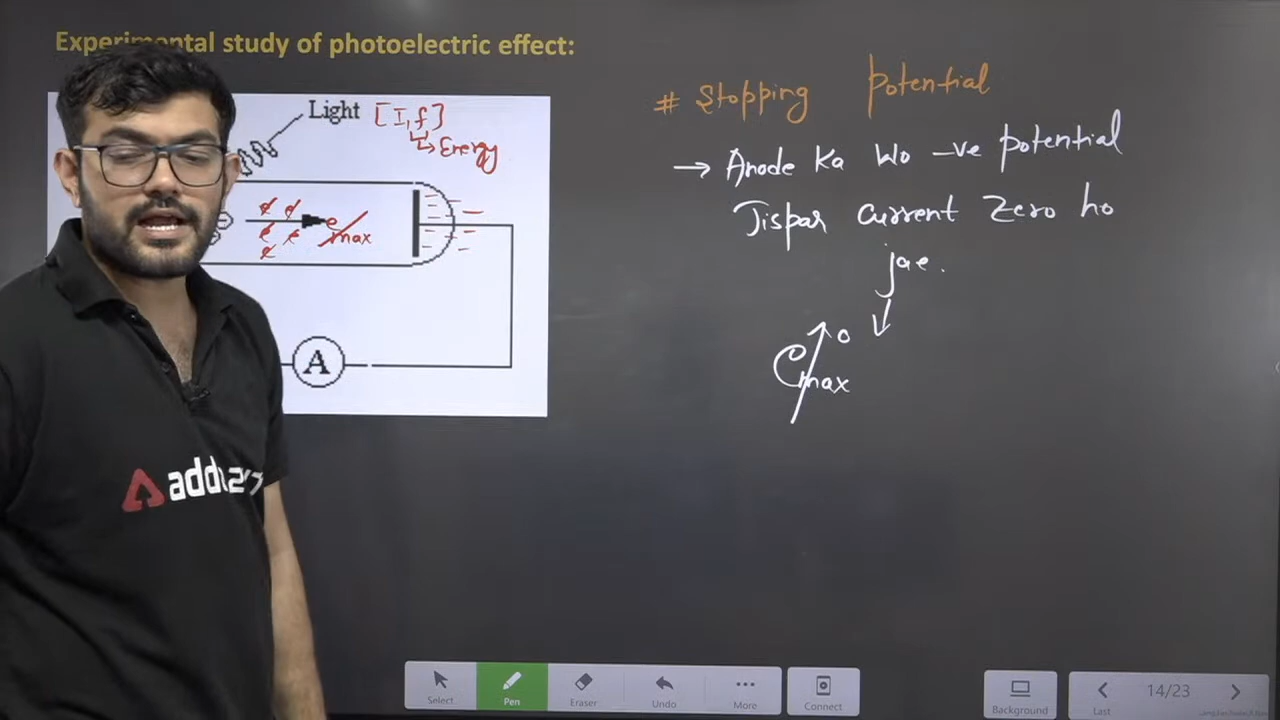 Experimental study of photoelectric effect:
Light [I, f]
→ Energy
e e
e e e max
e
A
# Stopping Potential
→ Anode Ka Wo -ve potential
Jispar current Zero ho
jae.
e max 0
adda247
Select
Pen
Eraser
Undo
More
Connect
Background
Last
14/23